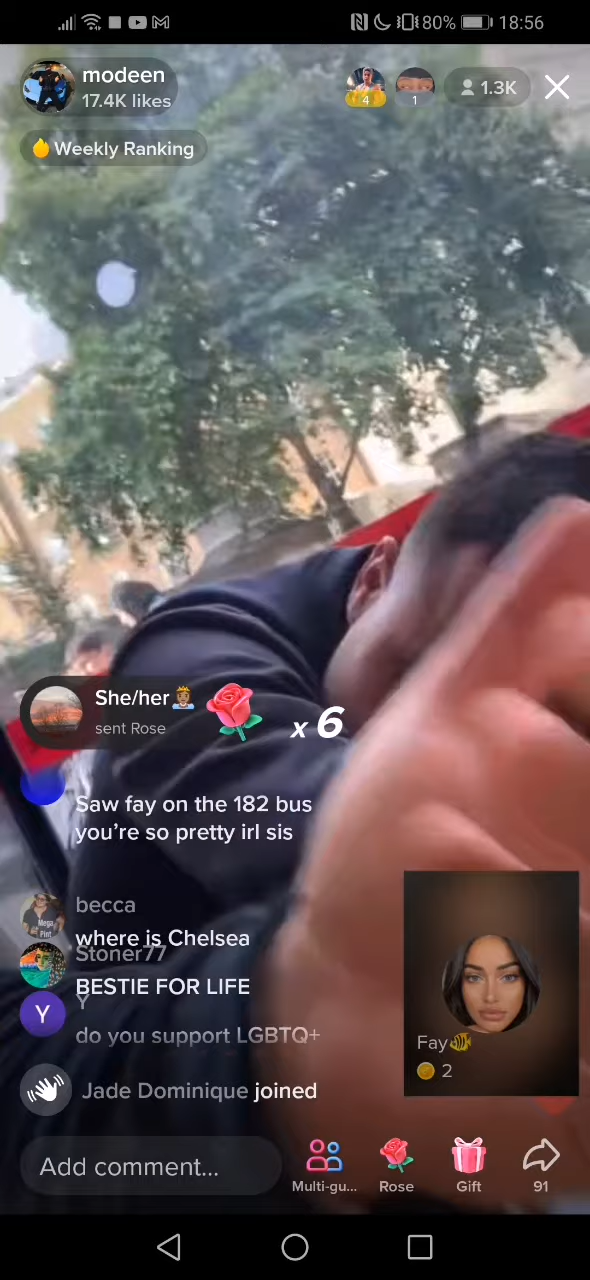 80% 18:56
modeen
17.4K likes
4
1
1.3K
Weekly Ranking
She/her
sent Rose
x 6
Saw fay on the 182 bus
you're so pretty irl sis
becca
where is Chelsea
Stoner77
BESTIE FOR LIFE
Y
Y
do you support LGBTQ+
Jade Dominique joined
Fay
2
Add comment...
Multi-gu...
Rose
Gift
91